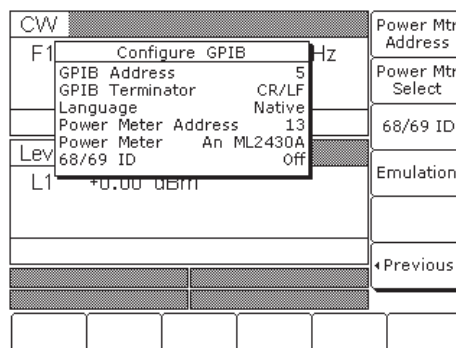 CW
F1 Hz
Configure GPIB
GPIB Address 5
GPIB Terminator CR/LF
Language Native
Power Meter Address 13
Power Meter An ML2430A
68/69 ID Off
Lev
L1 +0.00 dBm
Power Mtr
Address
Power Mtr
Select
68/69 ID
Emulation
Previous